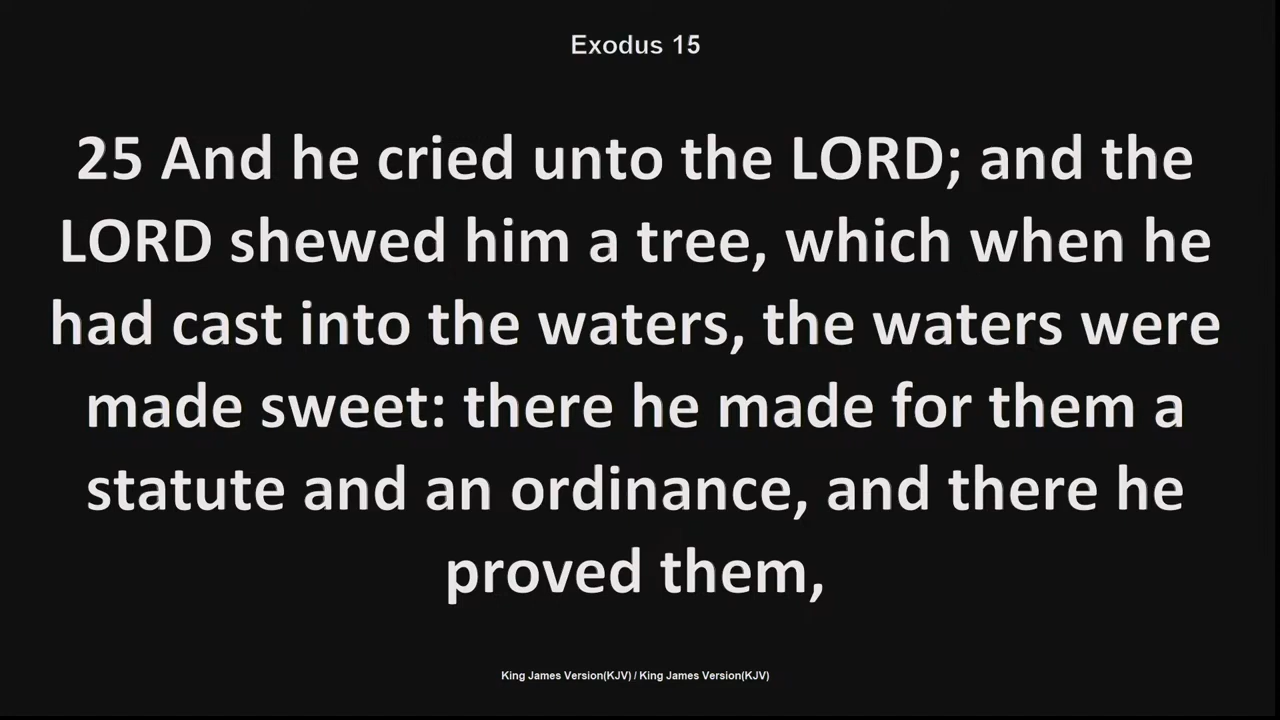 Exodus 15
25 And he cried unto the LORD; and the
LORD shewed him a tree, which when he
had cast into the waters, the waters were
made sweet: there he made for them a
statute and an ordinance, and there he
proved them,
King James Version(KJV) / King James Version(KJV)